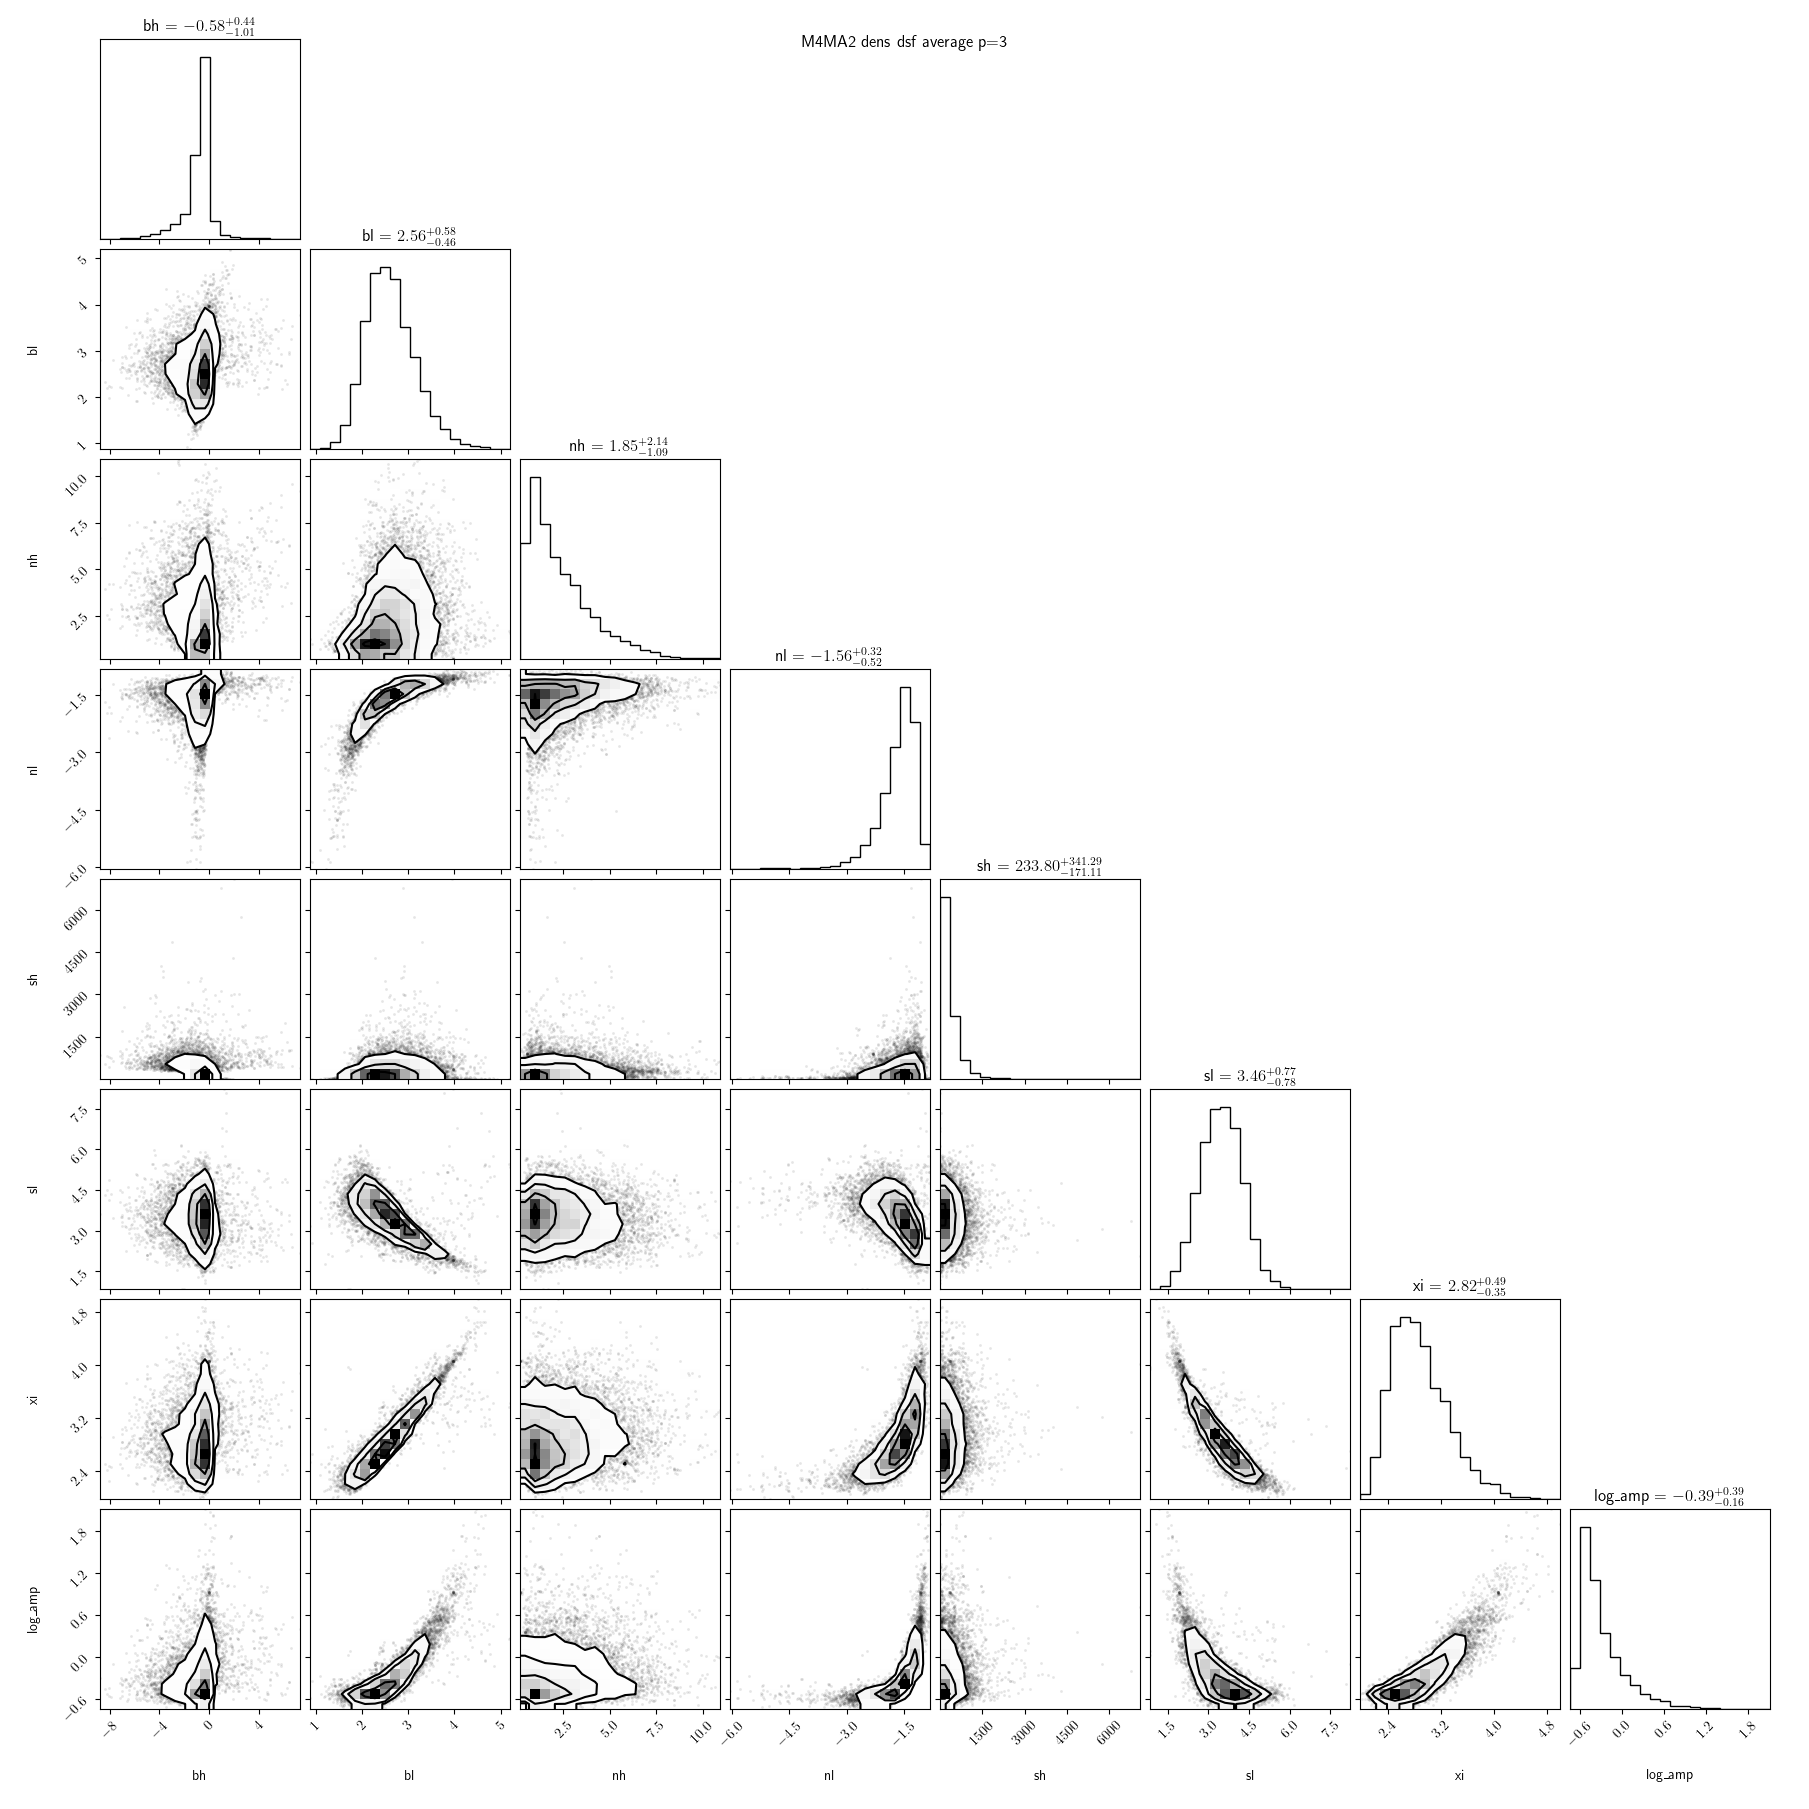 M4MA2 dens dsf average p=3
bh = −0.58 +0.44 −1.01
bl = 2.56 +0.58 −0.46
nh = 1.85 +2.14 −1.09
nl = −1.56 +0.32 −0.52
sh = 233.80 +341.29 −171.11
sl = 3.46 +0.77 −0.78
xi = 2.82 +0.49 −0.35
log_amp = −0.39 +0.39 −0.16
5
4
3
2
1
bl
10.0
7.5
5.0
2.5
nh
−1.5
−3.0
−4.5
−6.0
nl
6000
4500
3000
1500
sh
7.5
6.0
4.5
3.0
1.5
sl
4.8
4.0
3.2
2.4
xi
1.8
1.2
0.6
0.0
−0.6
log_amp
−8 −4 0 4
1 2 3 4 5
2.5 5.0 7.5 10.0
−6.0 −4.5 −3.0 −1.5
1500 3000 4500 6000
1.5 3.0 4.5 6.0 7.5
2.4 3.2 4.0 4.8
−0.6 0.0 0.6 1.2 1.8
bh bl nh nl sh sl xi log_amp